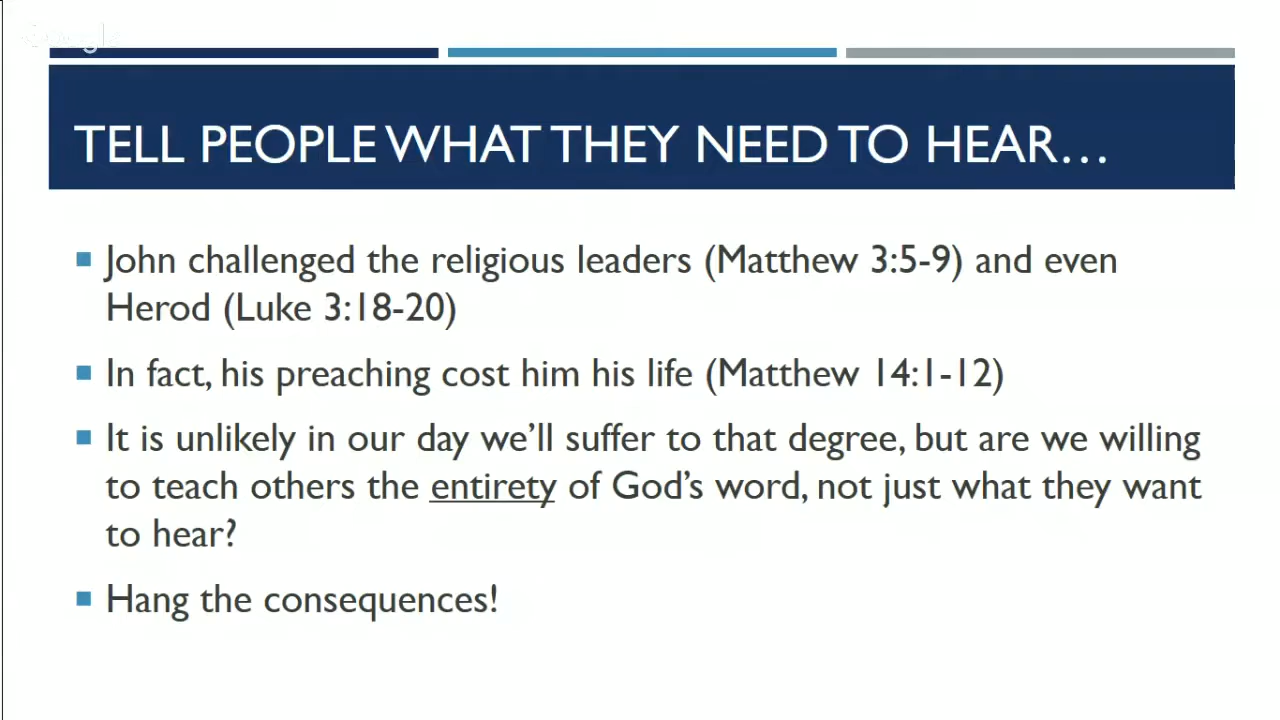 Google
TELL PEOPLE WHAT THEY NEED TO HEAR...
John challenged the religious leaders (Matthew 3:5-9) and even
Herod (Luke 3:18-20)
In fact, his preaching cost him his life (Matthew 14:1-12)
It is unlikely in our day we'll suffer to that degree, but are we willing
to teach others the entirety of God's word, not just what they want
to hear?
Hang the consequences!